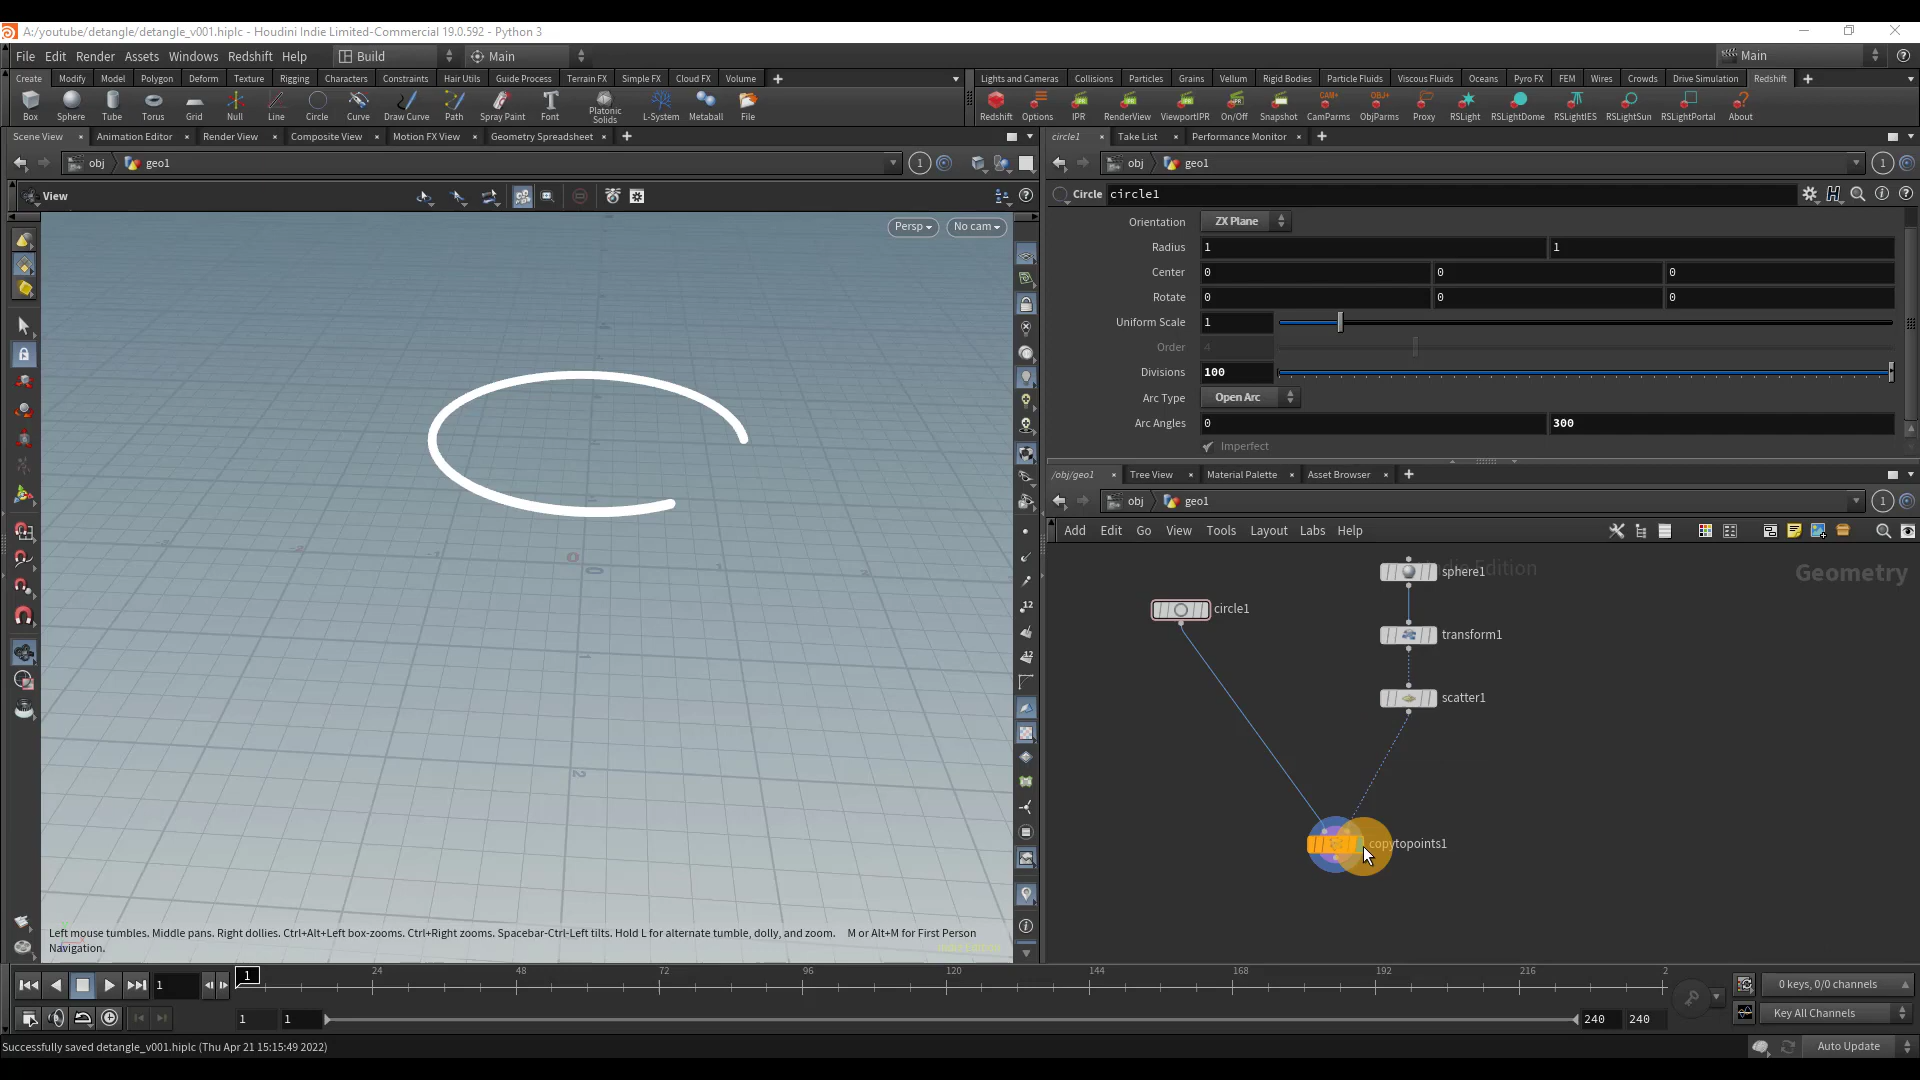 A:/youtube/detangle/detangle_v001.hiplc - Houdini Indie Limited-Commercial 19.0.592 - Python 3
File Edit Render Assets Windows Redshift Help Build Main Main
Create Modify Model Polygon Deform Texture Rigging Characters Constraints Hair Utils Guide Process Terrain FX Simple FX Cloud FX Volume
Lights and Cameras Collisions Particles Grains Vellum Rigid Bodies Particle Fluids Viscous Fluids Oceans Pyro FX FEM Wires Crowds Drive Simulation Redshift
Box Sphere Tube Torus Grid Null Line Circle Curve Draw Curve Path Spray Paint Font Platonic Solids L-System Metaball File
Redshift Options IPR RenderView ViewportIPR On/Off Snapshot CamParms ObjParms Proxy RSLight RSLightDome RSLightIES RSLightSun RSLightPortal About
Scene View Animation Editor Render View Composite View Motion FX View Geometry Spreadsheet
circle1 Take List Performance Monitor
obj geo1 1
obj geo1 1
View
Circle circle1
Persp No cam
Orientation ZX Plane
Radius 1 1
Center 0 0 0
Rotate 0 0 0
Uniform Scale 1
Order 4
Divisions 100
Arc Type Open Arc
Arc Angles 0 300
Imperfect
/obj/geo1 Tree View Material Palette Asset Browser
obj geo1 1
Add Edit Go View Tools Layout Labs Help
sphere1
Edition
Geometry
circle1
transform1
scatter1
copytopoints1
Left mouse tumbles. Middle pans. Right dollies. Ctrl+Alt+Left box-zooms. Ctrl+Right zooms. Spacebar-Ctrl-Left tilts. Hold L for alternate tumble, dolly, and zoom. M or Alt+M for First Person
Navigation.
1 24 48 72 96 120 144 168 192 216 2
1
0 keys, 0/0 channels
1 1 240 240
Key All Channels
Successfully saved detangle_v001.hiplc (Thu Apr 21 15:15:49 2022)
Auto Update